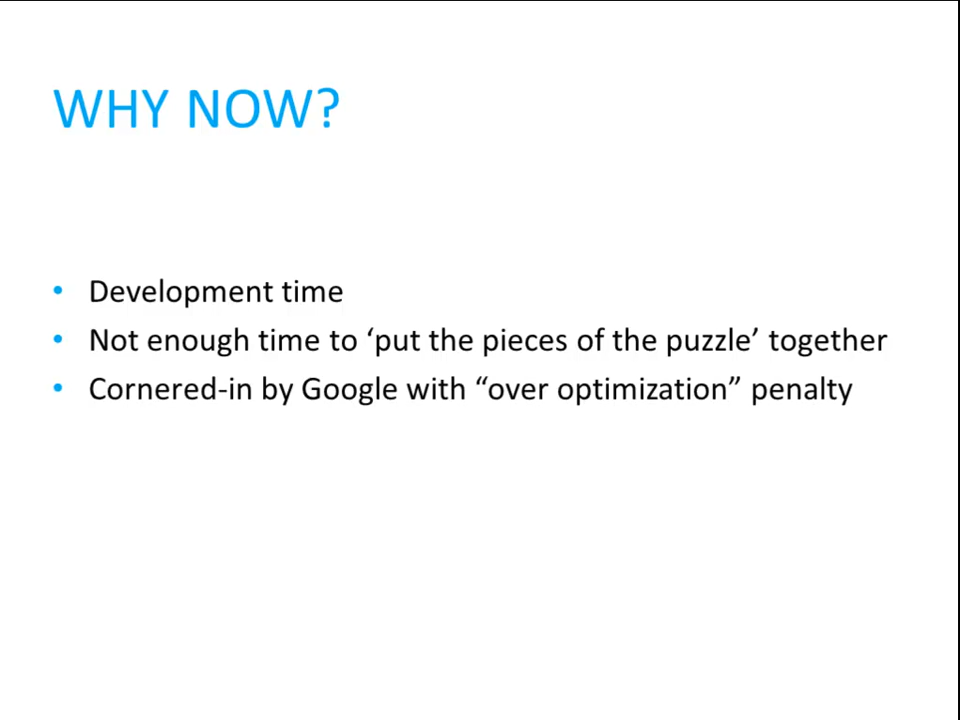 WHY NOW?
• Development time
• Not enough time to ‘put the pieces of the puzzle’ together
• Cornered-in by Google with “over optimization” penalty